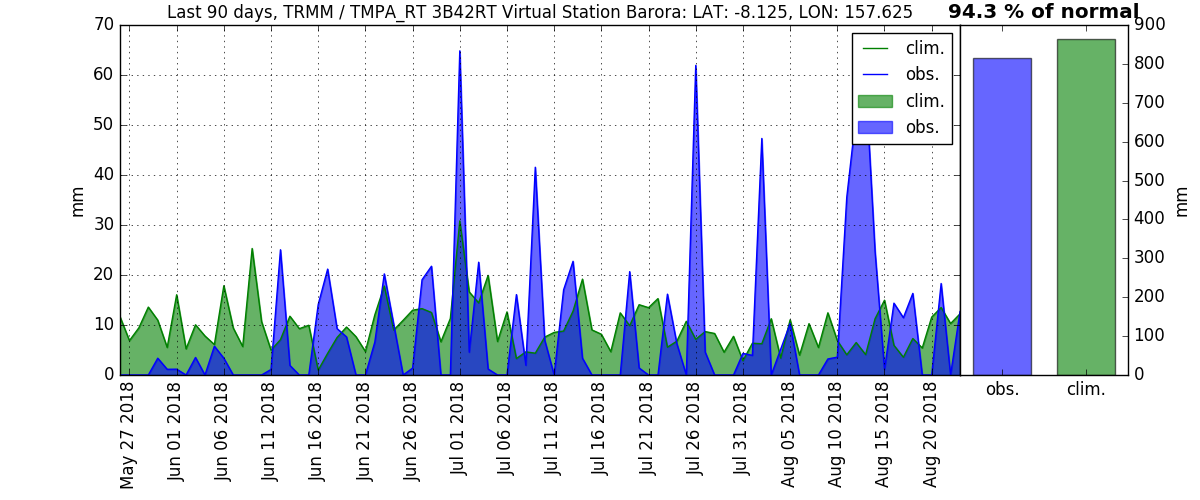 Last 90 days, TRMM / TMPA_RT 3B42RT Virtual Station Barora: LAT: -8.125, LON: 157.625
94.3 % of normal
70
60
50
40
30
20
10
0
mm
clim.
obs.
clim.
obs.
May 27 2018
Jun 01 2018
Jun 06 2018
Jun 11 2018
Jun 16 2018
Jun 21 2018
Jun 26 2018
Jul 01 2018
Jul 06 2018
Jul 11 2018
Jul 16 2018
Jul 21 2018
Jul 26 2018
Jul 31 2018
Aug 05 2018
Aug 10 2018
Aug 15 2018
Aug 20 2018
900
800
700
600
500
400
300
200
100
0
mm
obs.
clim.